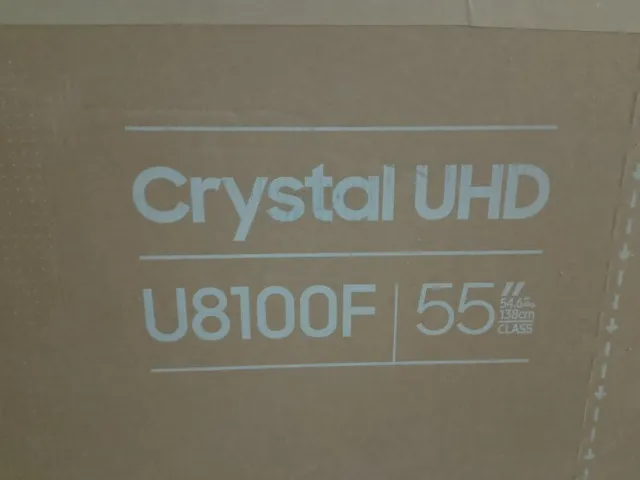 Crystal UHD
U8100F 55"
54.6"
138cm
CLASS